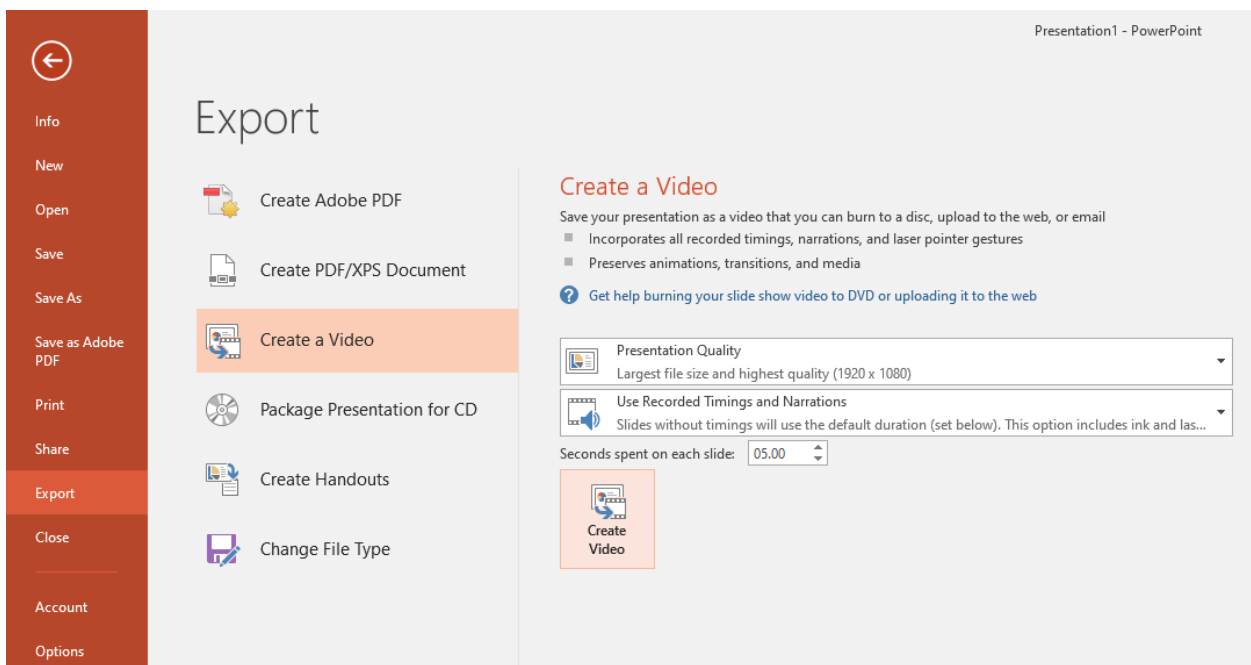 Presentation1 - PowerPoint
Info
New
Open
Save
Save As
Save as Adobe
PDF
Print
Share
Export
Close
Account
Options
Export
Create Adobe PDF
Create PDF/XPS Document
Create a Video
Package Presentation for CD
Create Handouts
Change File Type
Create a Video
Save your presentation as a video that you can burn to a disc, upload to the web, or email
Incorporates all recorded timings, narrations, and laser pointer gestures
Preserves animations, transitions, and media
? Get help burning your slide show video to DVD or uploading it to the web
Presentation Quality
Largest file size and highest quality (1920 x 1080)
Use Recorded Timings and Narrations
Slides without timings will use the default duration (set below). This option includes ink and las...
Seconds spent on each slide: 05.00
Create
Video